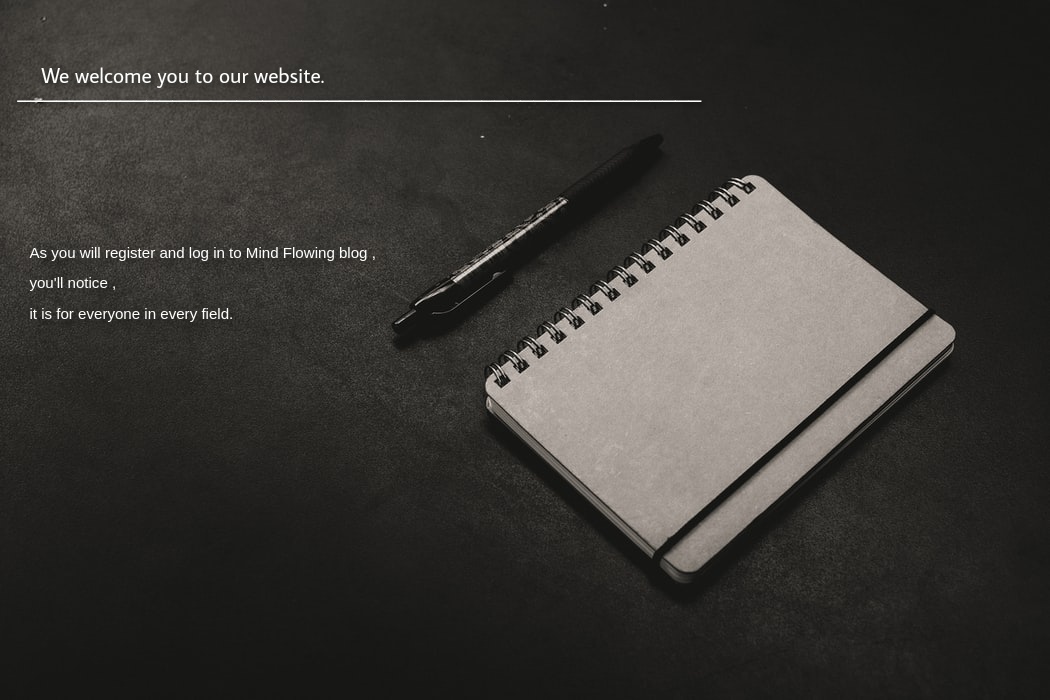 We welcome you to our website.
As you will register and log in to Mind Flowing blog ,
you'll notice ,
it is for everyone in every field.